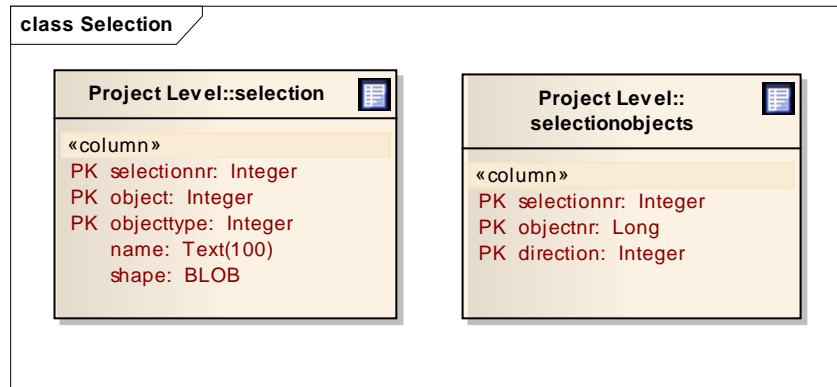 class Selection
Project Level::selection
«column»
PK selectionnr: Integer
PK object: Integer
PK objecttype: Integer
name: Text(100)
shape: BLOB
Project Level::
selectionobjects
«column»
PK selectionnr: Integer
PK objectnr: Long
PK direction: Integer